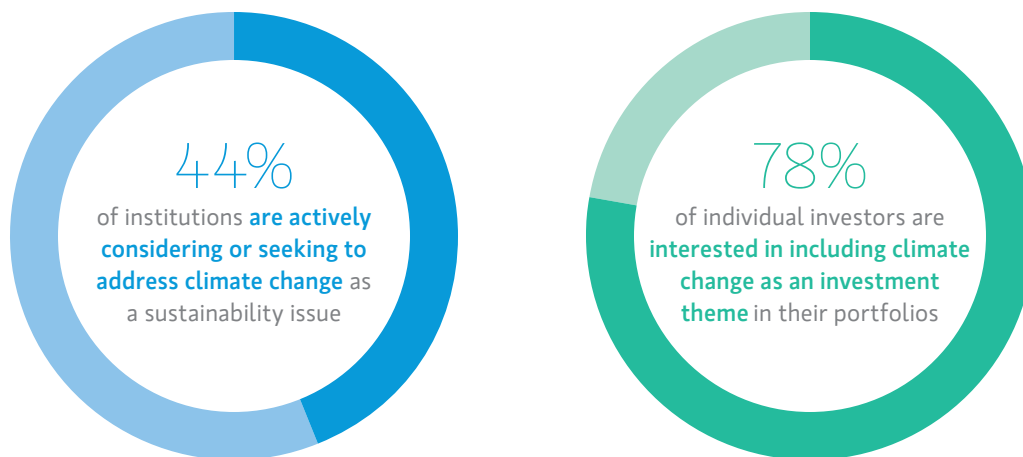 44%
of institutions are actively
considering or seeking to
address climate change as
a sustainability issue
78%
of individual investors are
interested in including climate
change as an investment
theme in their portfolios